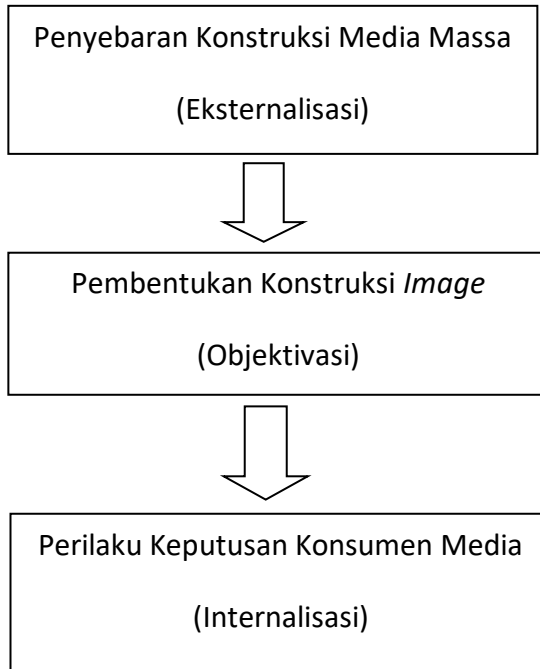 Penyebaran Konstruksi Media Massa
(Eksternalisasi)
Pembentukan Konstruksi Image
(Objektivasi)
Perilaku Keputusan Konsumen Media
(Internalisasi)